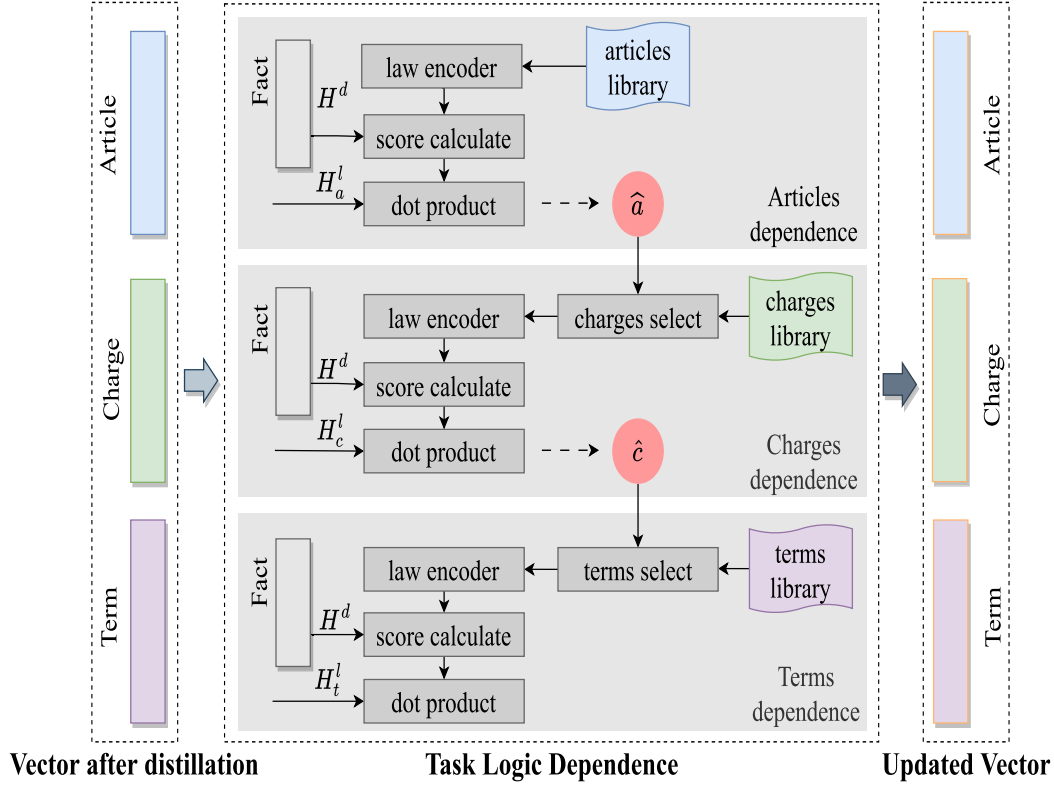 Article
Charge
Term
Vector after distillation
Fact
H^d
H_a^l
law encoder
articles
library
score calculate
dot product
â
Articles
dependence
Fact
H^d
H_c^l
law encoder
charges select
charges
library
score calculate
dot product
ĉ
Charges
dependence
Fact
H^d
H_t^l
law encoder
terms select
terms
library
score calculate
dot product
Terms
dependence
Task Logic Dependence
Article
Charge
Term
Updated Vector